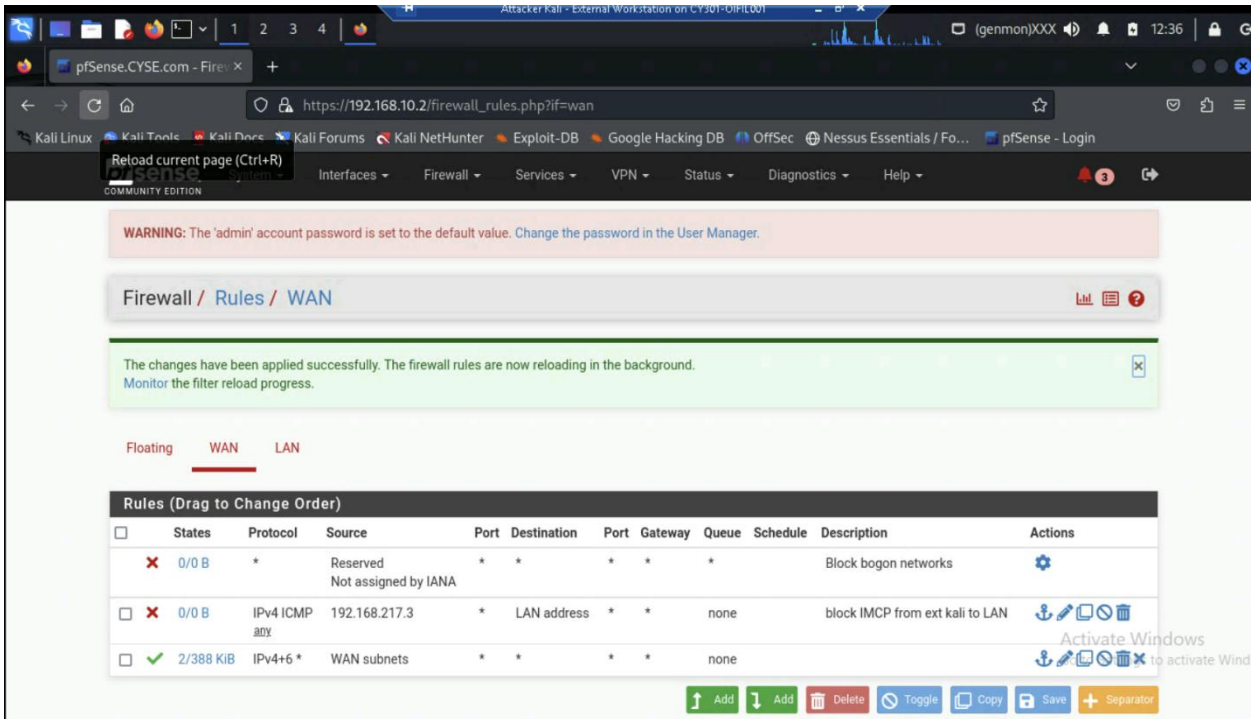 Attacker Kali - External Workstation on CY301-OIFIL001
1 2 3 4 (genmon)XXX 12:36
pfSense.CYSE.com - Firew
https://192.168.10.2/firewall_rules.php?if=wan
Kali Linux Kali Tools Kali Docs Kali Forums Kali NetHunter Exploit-DB Google Hacking DB OffSec Nessus Essentials / Fo... pfSense - Login
Reload current page (Ctrl+R)
pfsense System Interfaces Firewall Services VPN Status Diagnostics Help 3
COMMUNITY EDITION
WARNING: The 'admin' account password is set to the default value. Change the password in the User Manager.
Firewall / Rules / WAN
The changes have been applied successfully. The firewall rules are now reloading in the background.
Monitor the filter reload progress.
Floating WAN LAN
Rules (Drag to Change Order)
States Protocol Source Port Destination Port Gateway Queue Schedule Description Actions
0/0 B * Reserved * * * * * Block bogon networks
Not assigned by IANA
0/0 B IPv4 ICMP 192.168.217.3 * LAN address * * none block IMCP from ext kali to LAN
any
Activate Windows
2/388 KiB IPv4+6 * WAN subnets * * * * none
to activate Wind
Add Add Delete Toggle Copy Save Separator